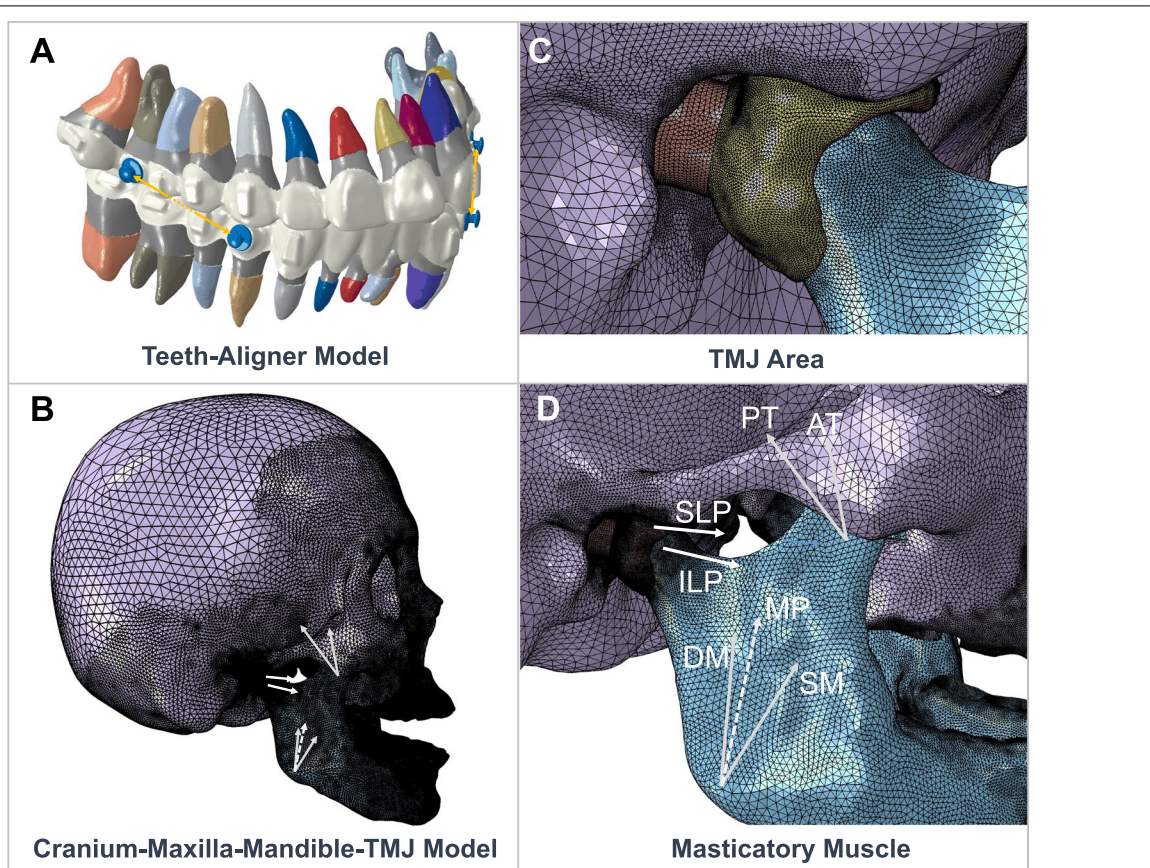 A
Teeth-Aligner Model
C
TMJ Area
B
Cranium-Maxilla-Mandible-TMJ Model
D
PT
AT
SLP
ILP
MP
DM
SM
Masticatory Muscle